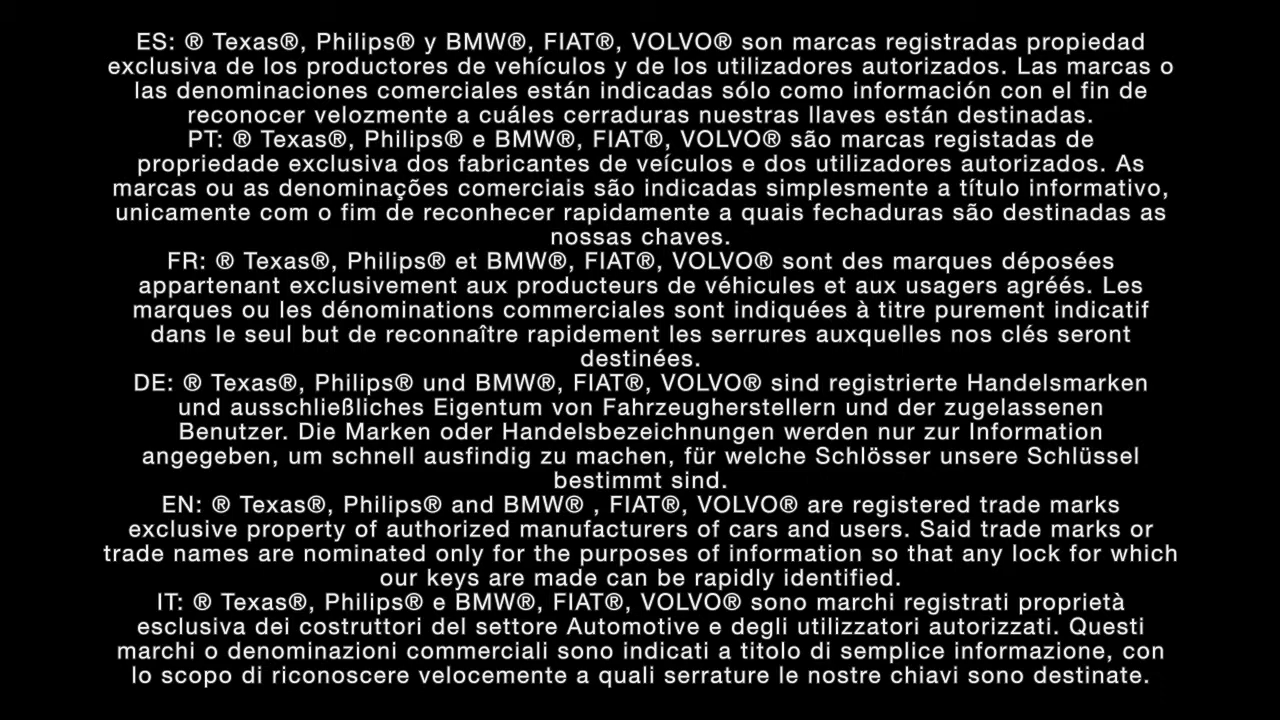 ES: ® Texas®, Philips® y BMW®, FIAT®, VOLVO® son marcas registradas propiedad
exclusiva de los productores de vehículos y de los utilizadores autorizados. Las marcas o
las denominaciones comerciales están indicadas sólo como información con el fin de
reconocer velozmente a cuáles cerraduras nuestras llaves están destinadas.
PT: ® Texas®, Philips® e BMW®, FIAT®, VOLVO® são marcas registadas de
propriedade exclusiva dos fabricantes de veículos e dos utilizadores autorizados. As
marcas ou as denominações comerciais são indicadas simplesmente a título informativo,
unicamente com o fim de reconhecer rapidamente a quais fechaduras são destinadas as
nossas chaves.
FR: ® Texas®, Philips® et BMW®, FIAT®, VOLVO® sont des marques déposées
appartenant exclusivement aux producteurs de véhicules et aux usagers agréés. Les
marques ou les dénominations commerciales sont indiquées à titre purement indicatif
dans le seul but de reconnaître rapidement les serrures auxquelles nos clés seront
destinées.
DE: ® Texas®, Philips® und BMW®, FIAT®, VOLVO® sind registrierte Handelsmarken
und ausschließliches Eigentum von Fahrzeugherstellern und der zugelassenen
Benutzer. Die Marken oder Handelsbezeichnungen werden nur zur Information
angegeben, um schnell ausfindig zu machen, für welche Schlösser unsere Schlüssel
bestimmt sind.
EN: ® Texas®, Philips® and BMW® , FIAT®, VOLVO® are registered trade marks
exclusive property of authorized manufacturers of cars and users. Said trade marks or
trade names are nominated only for the purposes of information so that any lock for which
our keys are made can be rapidly identified.
IT: ® Texas®, Philips® e BMW®, FIAT®, VOLVO® sono marchi registrati proprietà
esclusiva dei costruttori del settore Automotive e degli utilizzatori autorizzati. Questi
marchi o denominazioni commerciali sono indicati a titolo di semplice informazione, con
lo scopo di riconoscere velocemente a quali serrature le nostre chiavi sono destinate.